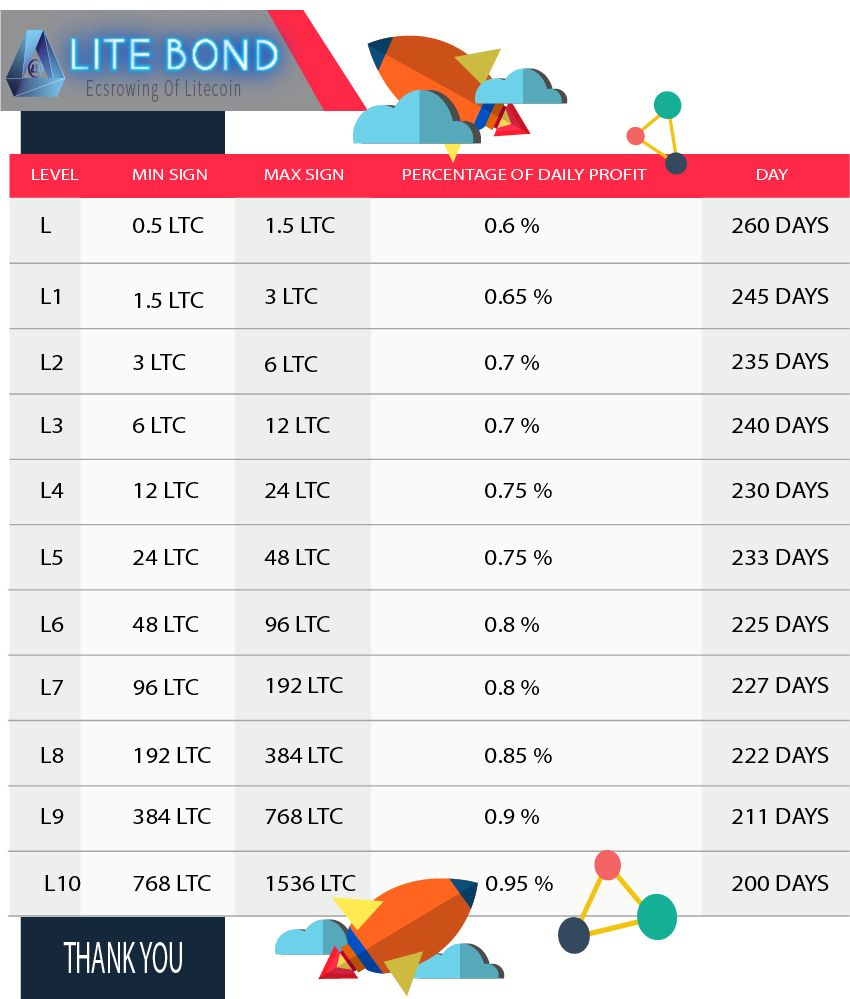 LITE BOND
Ecsrowing Of Litecoin
LEVEL MIN SIGN MAX SIGN PERCENTAGE OF DAILY PROFIT DAY
L 0.5 LTC 1.5 LTC 0.6 % 260 DAYS
L1 1.5 LTC 3 LTC 0.65 % 245 DAYS
L2 3 LTC 6 LTC 0.7 % 235 DAYS
L3 6 LTC 12 LTC 0.7 % 240 DAYS
L4 12 LTC 24 LTC 0.75 % 230 DAYS
L5 24 LTC 48 LTC 0.75 % 233 DAYS
L6 48 LTC 96 LTC 0.8 % 225 DAYS
L7 96 LTC 192 LTC 0.8 % 227 DAYS
L8 192 LTC 384 LTC 0.85 % 222 DAYS
L9 384 LTC 768 LTC 0.9 % 211 DAYS
L10 768 LTC 1536 LTC 0.95 % 200 DAYS
THANK YOU